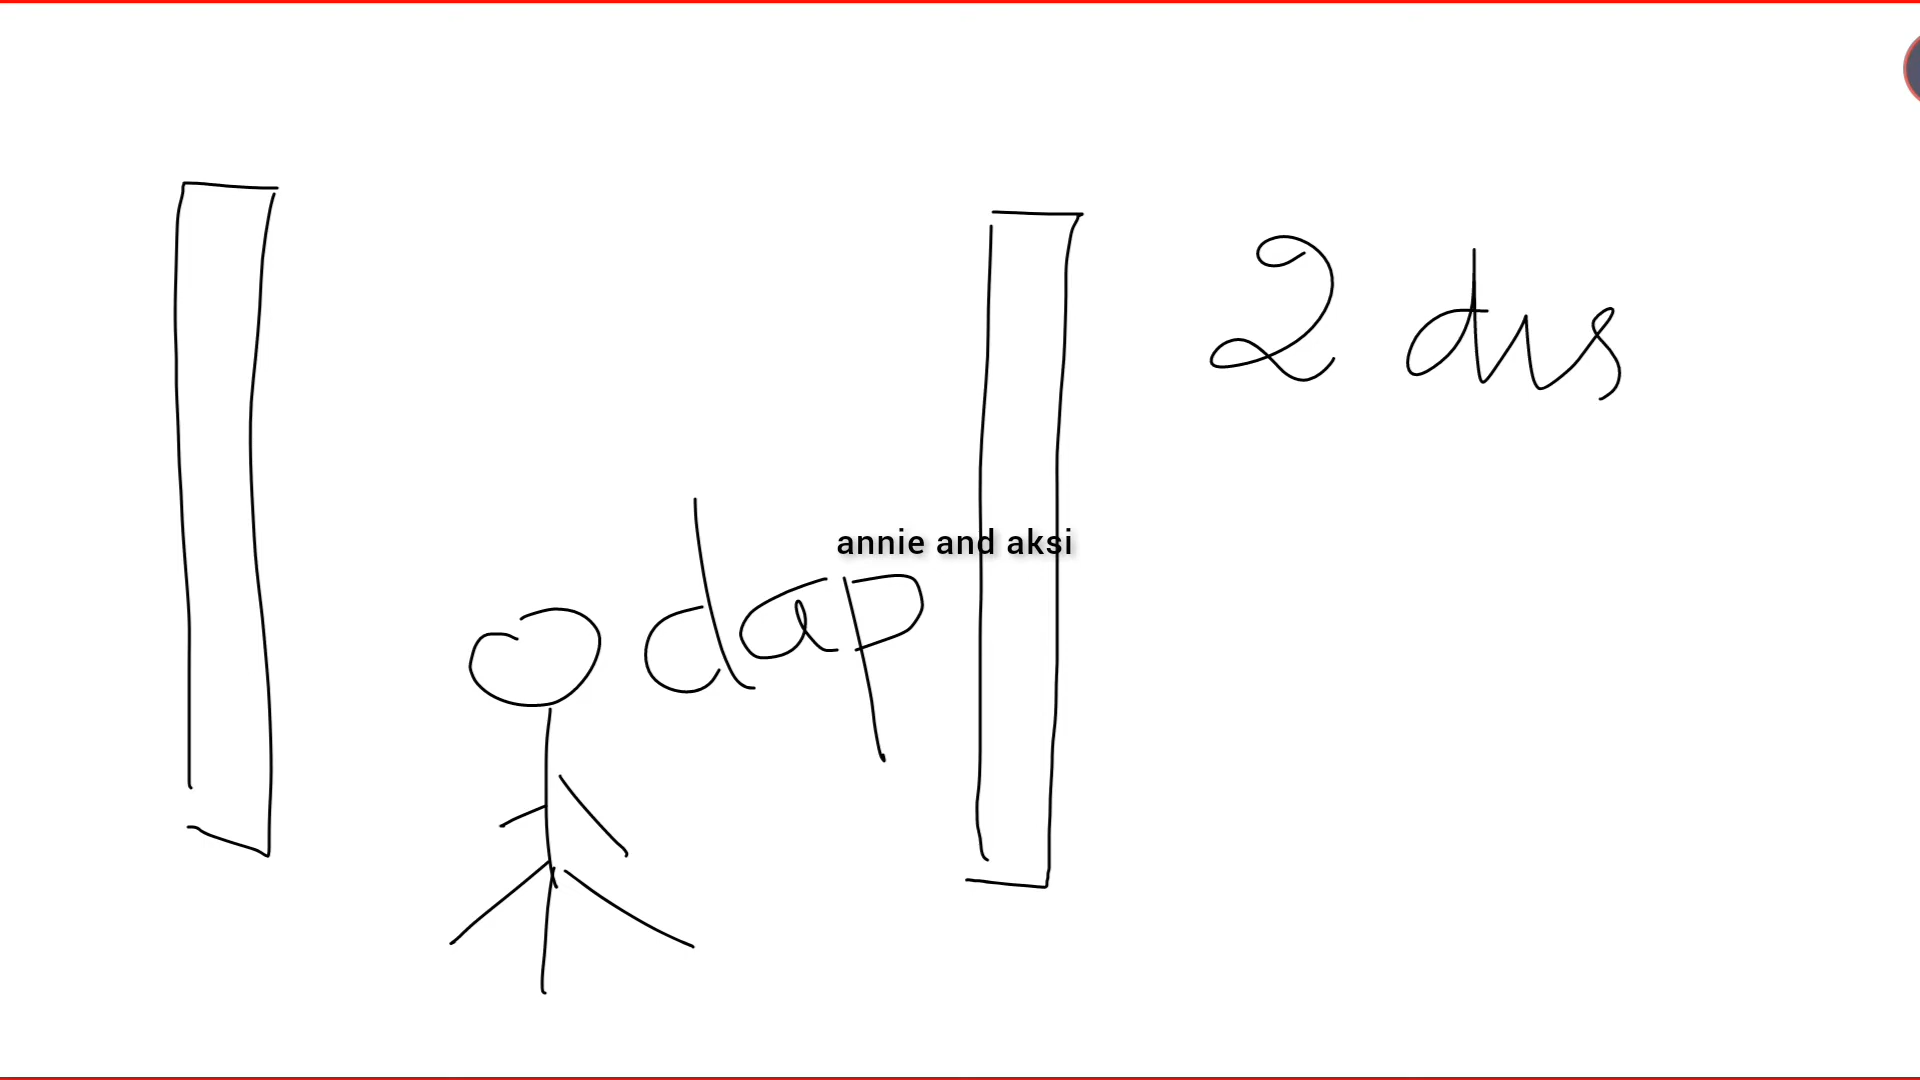 2 dis
annie and aksi
dap